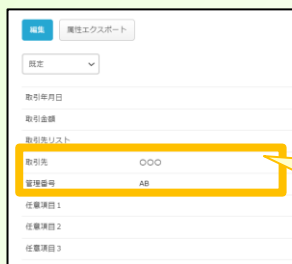 編集 属性エクスポート
既定
取引年月日
取引金額
取引先リスト
取引先 〇〇〇
管理番号 AB
任意項目1
任意項目2
任意項目3